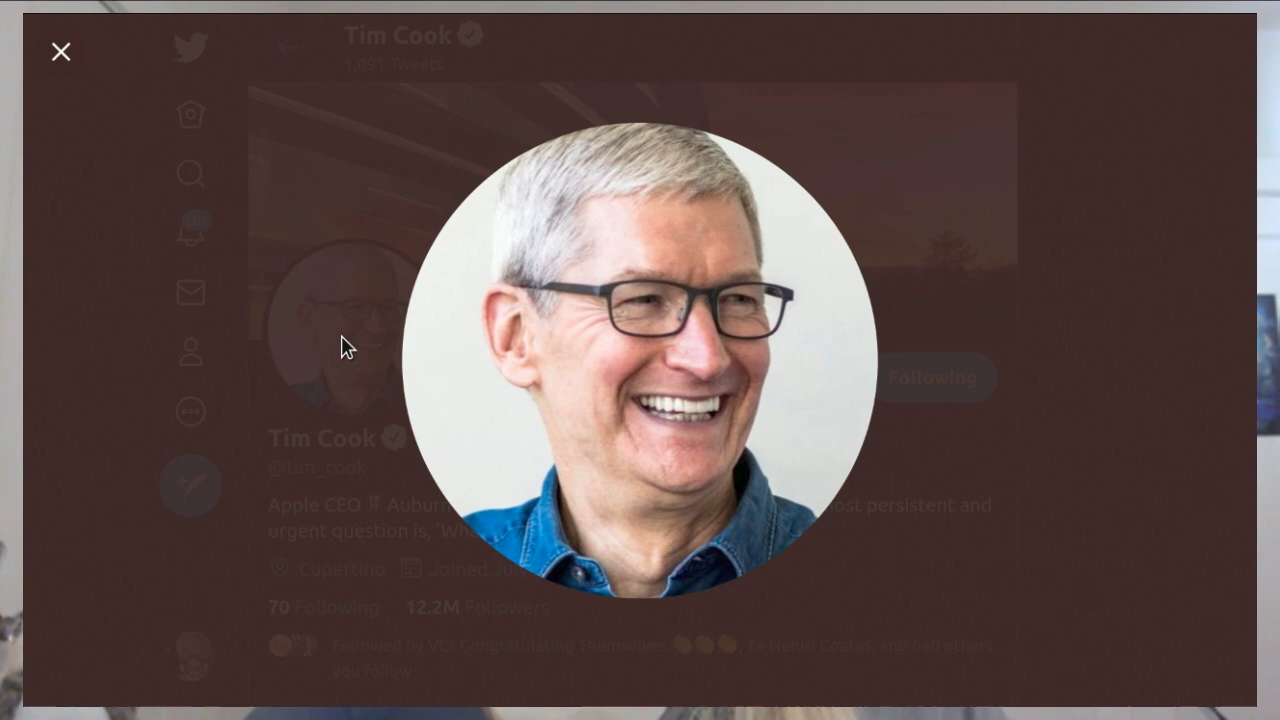 Tim Cook
1,091 Tweets
Following
Tim Cook
@tim_cook
Apple CEO Auburn ost persistent and
urgent question is, 'Wha
Cupertino Joined Ju
70 Following 12.2M Followers
Followed by VCs Congratulating Themselves 👏👏👏, Ta-Nehisi Coates, and 640 others
you follow